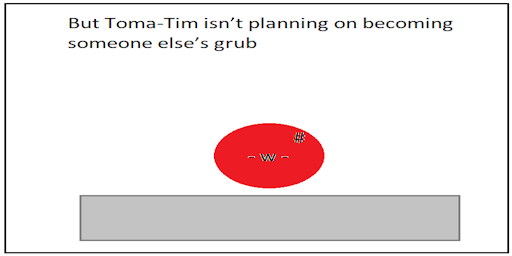 But Toma-Tim isn’t planning on becoming
someone else’s grub
#
~ w ~